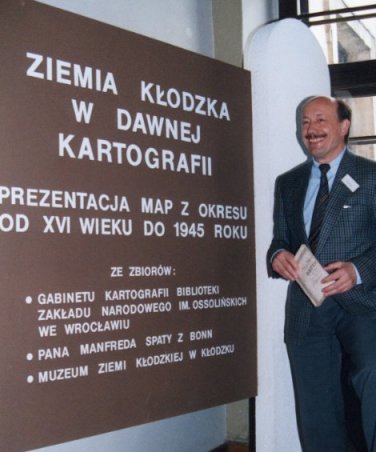 ZIEMIA KŁODZKA
W DAWNEJ
KARTOGRAFII
PREZENTACJA MAP Z OKRESU
OD XVI WIEKU DO 1945 ROKU
ZE ZBIORÓW:
• GABINETU KARTOGRAFII BIBLIOTEKI
ZAKŁADU NARODOWEGO IM. OSSOLIŃSKICH
WE WROCŁAWIU
• PANA MANFREDA SPATY Z BONN
• MUZEUM ZIEMI KŁODZKIEJ W KŁODZKU